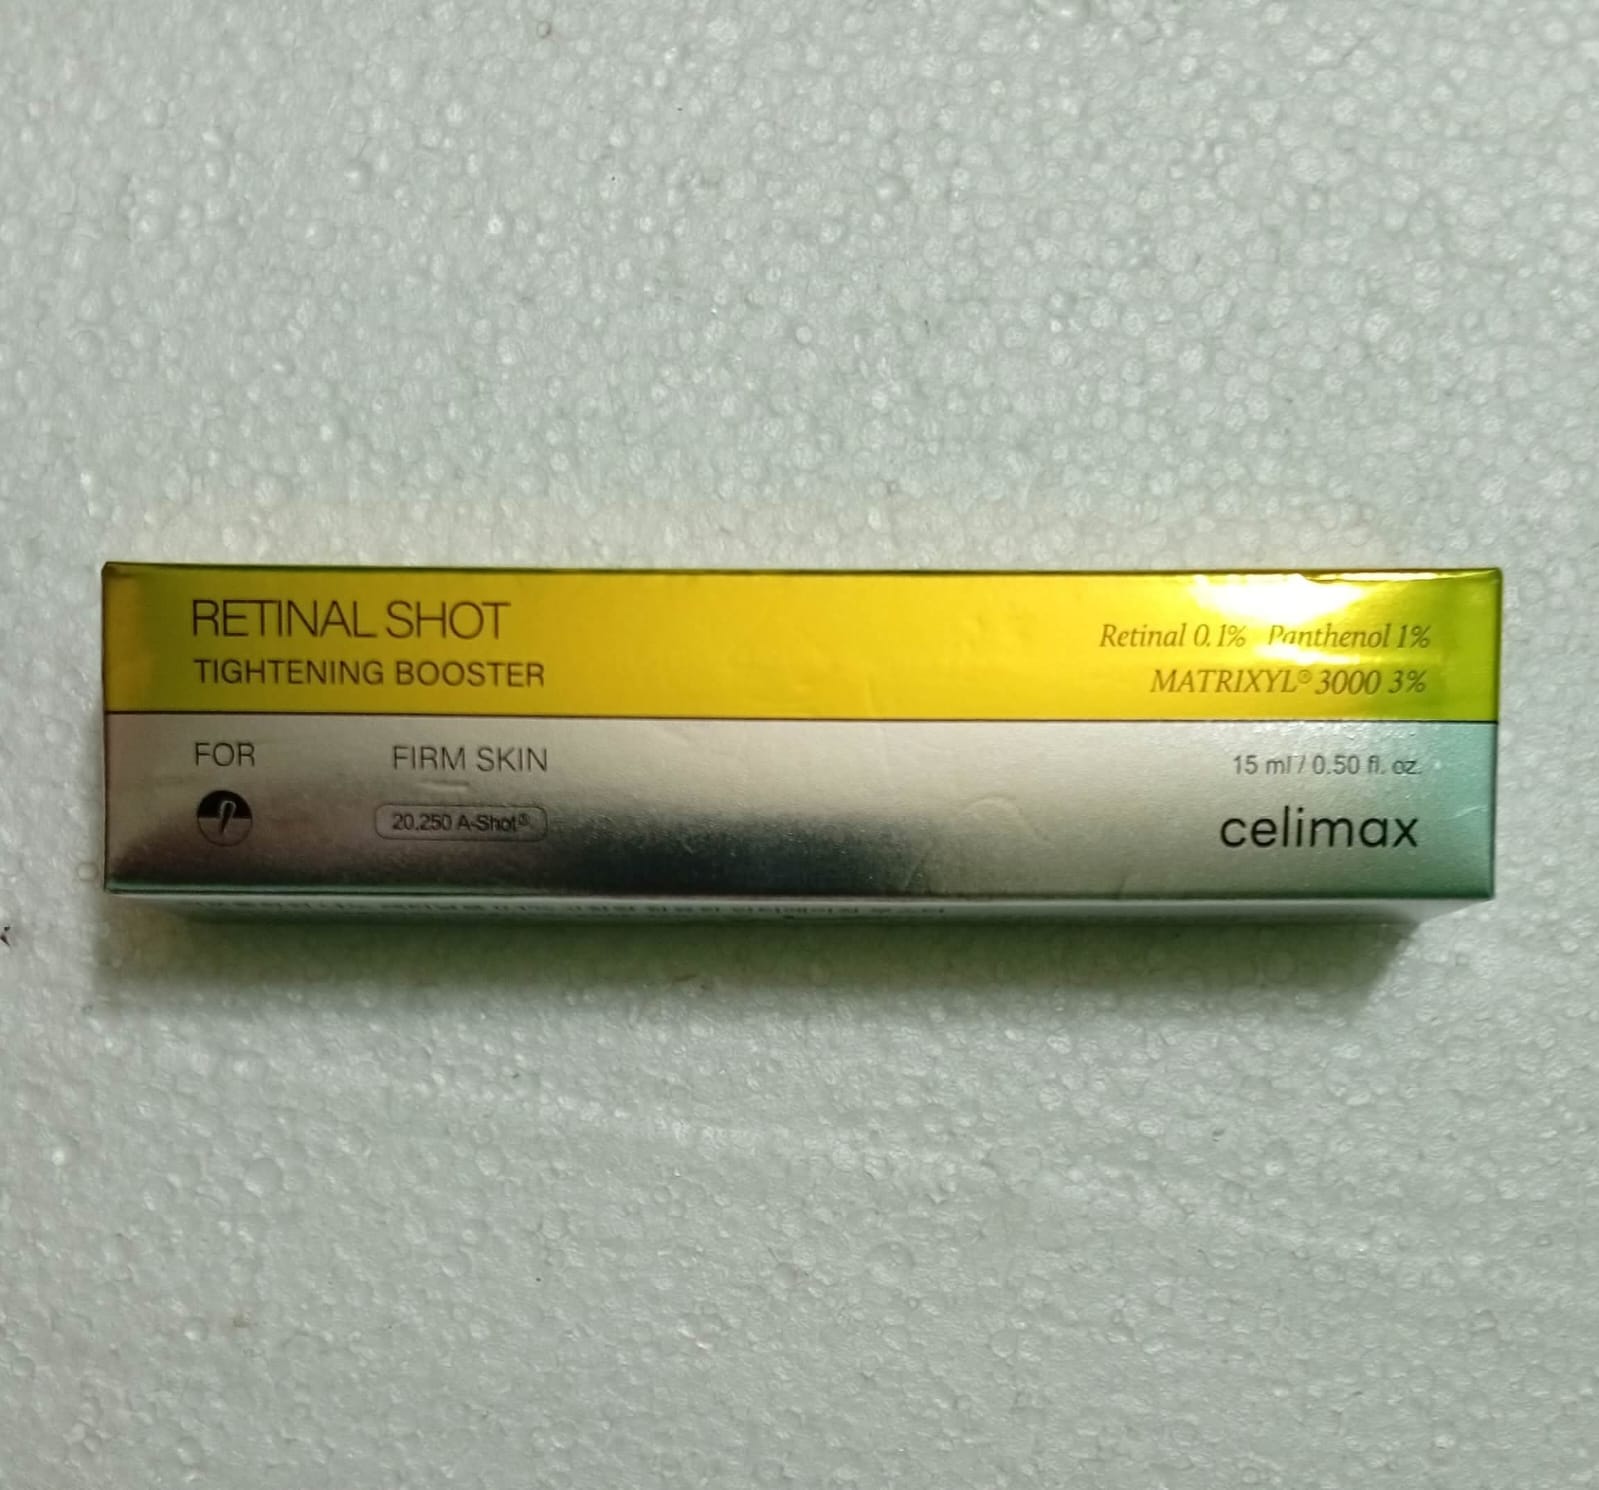 RETINAL SHOT
TIGHTENING BOOSTER
Retinal 0.1% Panthenol 1%
MATRIXYL® 3000 3%
FOR FIRM SKIN
20.250 A-Shot®
15 ml / 0.50 fl. oz.
celimax